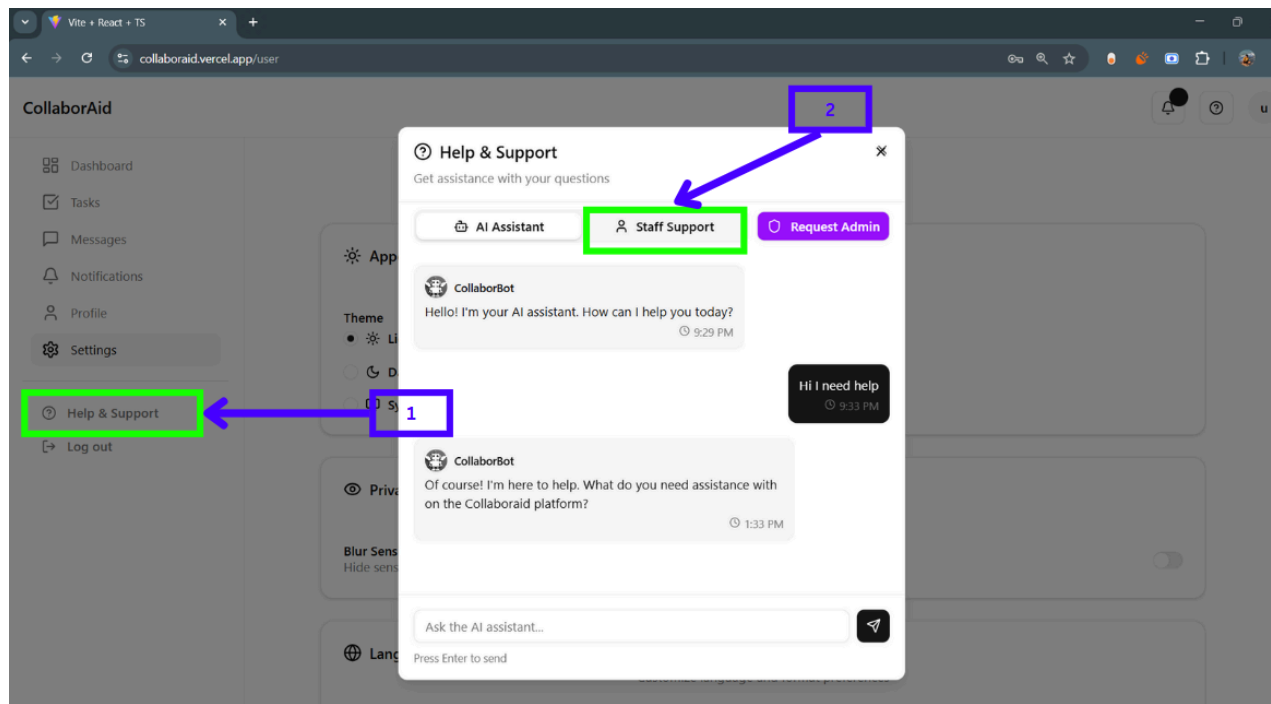 Vite + React + TS
collaboraid.vercel.app/user
CollaborAid
2
u
Help & Support
Get assistance with your questions
Dashboard
Tasks
Messages
Notifications
Profile
Settings
Help & Support
Log out
1
AI Assistant
Staff Support
Request Admin
App
Theme
Li
D
Sy
CollaborBot
Hello! I'm your AI assistant. How can I help you today?
9:29 PM
Hi I need help
9:33 PM
CollaborBot
Of course! I'm here to help. What do you need assistance with
on the Collaboraid platform?
1:33 PM
Priva
Blur Sens
Hide sens
Lang
Ask the AI assistant...
Press Enter to send